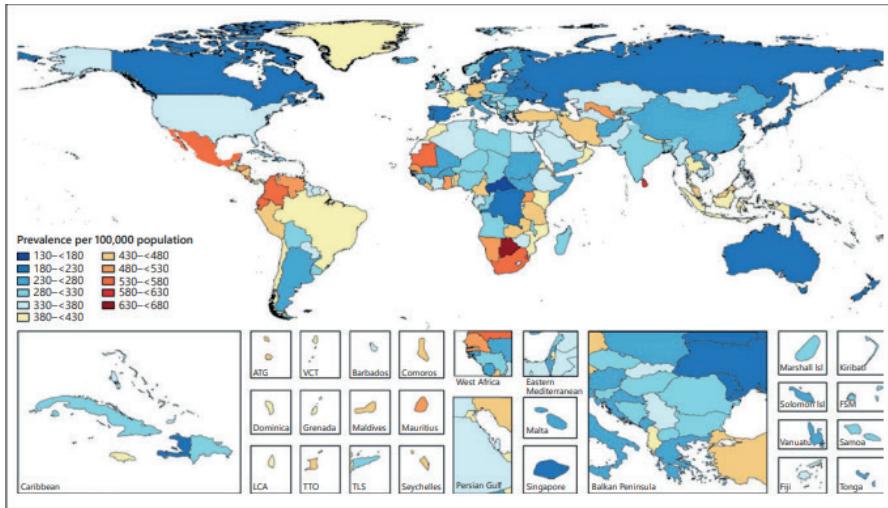 Prevalence per 100,000 population
130–<180
180–<230
230–<280
280–<330
330–<380
380–<430
430–<480
480–<530
530–<580
580–<630
630–<680
Caribbean
ATG
VCT
Barbados
Comoros
Dominica
Grenada
Maldives
Mauritius
LCA
TTO
TLS
Seychelles
West Africa
Eastern
Mediterranean
Persian Gulf
Malta
Singapore
Balkan Peninsula
Marshall Isl
Kiribati
Solomon Isl
FSM
Vanuatu
Samoa
Fiji
Tonga